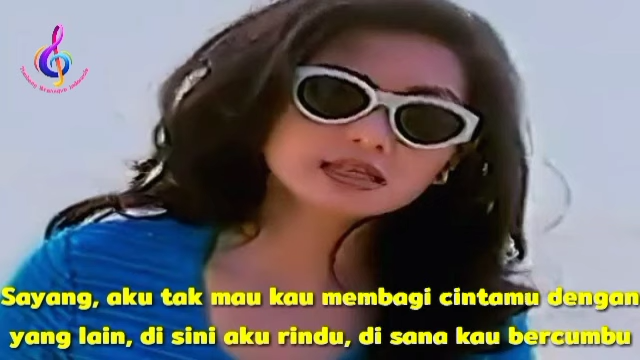 Sayang, aku tak mau kau membagi cintamu dengan
yang lain, di sini aku rindu, di sana kau bercumbu